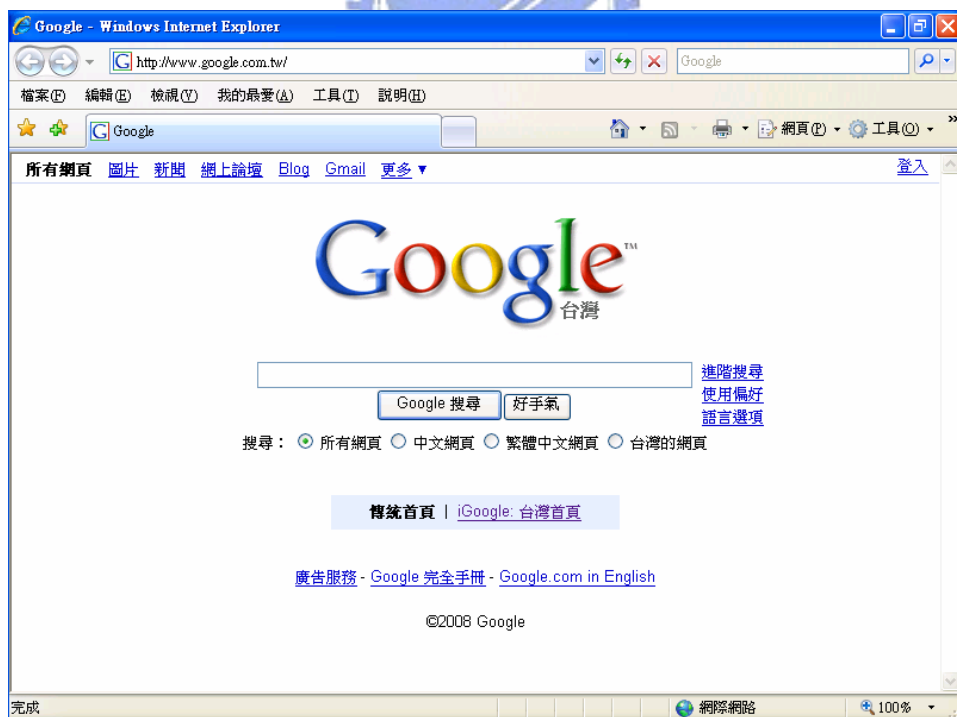 Google - Windows Internet Explorer
http://www.google.com.tw/ Google
檔案(F) 編輯(E) 檢視(V) 我的最愛(A) 工具(T) 說明(H)
Google 網頁(P) 工具(O) »
所有網頁 圖片 新聞 網上論壇 Blog Gmail 更多 ▼ 登入
Google™
台灣
進階搜尋
使用偏好
Google 搜尋 好手氣
語言選項
搜尋： 所有網頁 中文網頁 繁體中文網頁 台灣的網頁
傳統首頁 | iGoogle: 台灣首頁
廣告服務 - Google 完全手冊 - Google.com in English
©2008 Google
完成 網際網路 100%